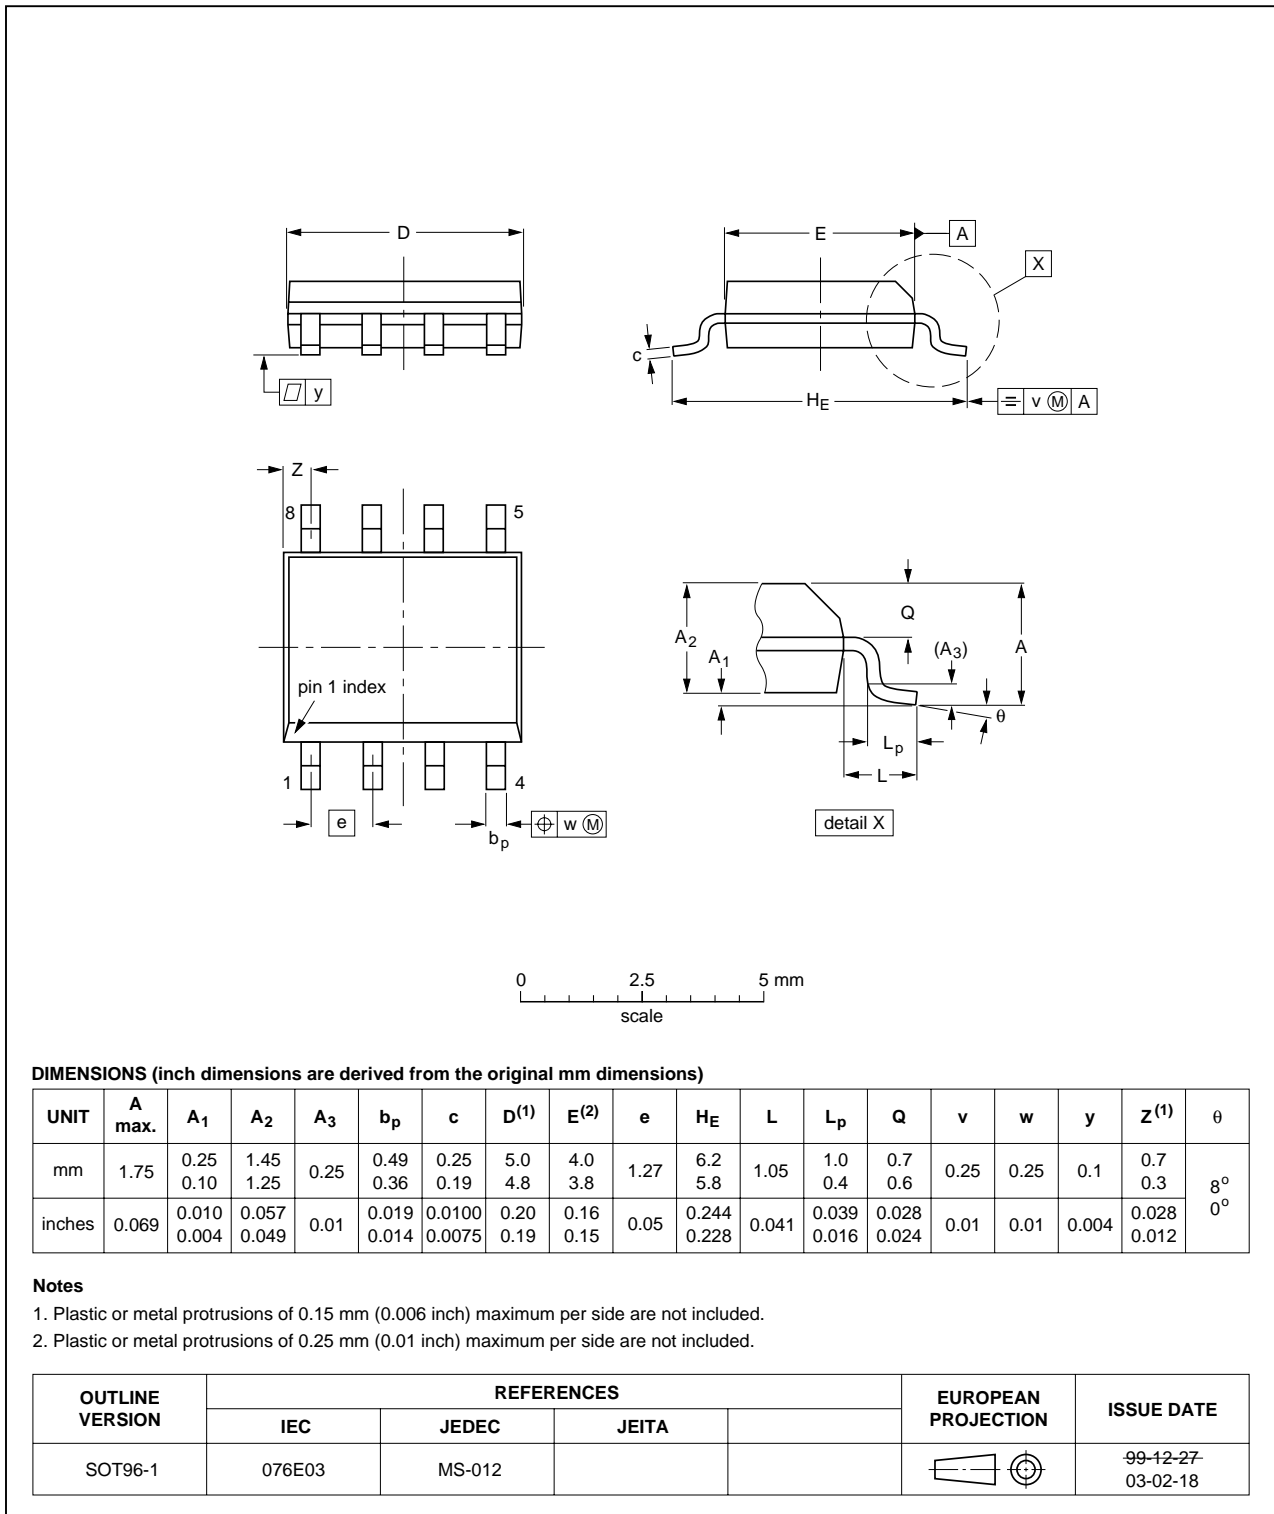 D
E
A
X
c
y
HE
v M A
Z
8
5
pin 1 index
1
4
e
bp
w M
A2
A1
Q
(A3)
A
θ
Lp
L
detail X
0 2.5 5 mm
scale
DIMENSIONS (inch dimensions are derived from the original mm dimensions)
UNIT A max. A1 A2 A3 bp c D(1) E(2) e HE L Lp Q v w y Z(1) θ
mm 1.75 0.25 0.10 1.45 1.25 0.25 0.49 0.36 0.25 0.19 5.0 4.8 4.0 3.8 1.27 6.2 5.8 1.05 1.0 0.4 0.7 0.6 0.25 0.25 0.1 0.7 0.3 8° 0°
inches 0.069 0.010 0.004 0.057 0.049 0.01 0.019 0.014 0.0100 0.0075 0.20 0.19 0.16 0.15 0.05 0.244 0.228 0.041 0.039 0.016 0.028 0.024 0.01 0.01 0.004 0.028 0.012
Notes
1. Plastic or metal protrusions of 0.15 mm (0.006 inch) maximum per side are not included.
2. Plastic or metal protrusions of 0.25 mm (0.01 inch) maximum per side are not included.
OUTLINE VERSION REFERENCES EUROPEAN PROJECTION ISSUE DATE
IEC JEDEC JEITA
SOT96-1 076E03 MS-012 99-12-27
03-02-18